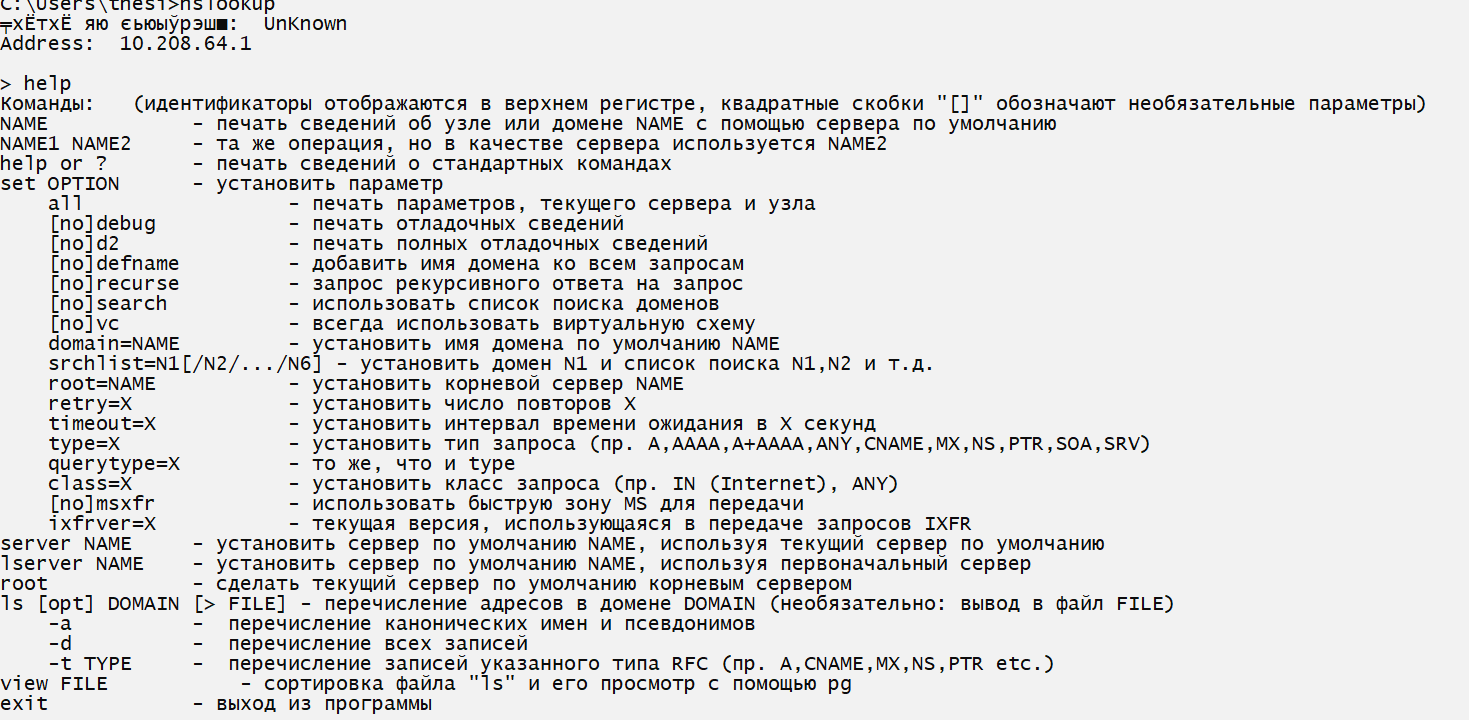 C:\Users\thesi>nslookup
╤хЁтхЁ яю єьюыўрэш■:  UnKnown
Address:  10.208.64.1

> help
Команды:   (идентификаторы отображаются в верхнем регистре, квадратные скобки "[]" обозначают необязательные параметры)
NAME            - печать сведений об узле или домене NAME с помощью сервера по умолчанию
NAME1 NAME2     - та же операция, но в качестве сервера используется NAME2
help or ?       - печать сведений о стандартных командах
set OPTION      - установить параметр
    all                 - печать параметров, текущего сервера и узла
    [no]debug           - печать отладочных сведений
    [no]d2              - печать полных отладочных сведений
    [no]defname         - добавить имя домена ко всем запросам
    [no]recurse         - запрос рекурсивного ответа на запрос
    [no]search          - использовать список поиска доменов
    [no]vc              - всегда использовать виртуальную схему
    domain=NAME         - установить имя домена по умолчанию NAME
    srchlist=N1[/N2/.../N6] - установить домен N1 и список поиска N1,N2 и т.д.
    root=NAME           - установить корневой сервер NAME
    retry=X             - установить число повторов X
    timeout=X           - установить интервал времени ожидания в X секунд
    type=X              - установить тип запроса (пр. A,AAAA,A+AAAA,ANY,CNAME,MX,NS,PTR,SOA,SRV)
    querytype=X         - то же, что и type
    class=X             - установить класс запроса (пр. IN (Internet), ANY)
    [no]msxfr           - использовать быструю зону MS для передачи
    ixfrver=X           - текущая версия, использующаяся в передаче запросов IXFR
server NAME     - установить сервер по умолчанию NAME, используя текущий сервер по умолчанию
lserver NAME    - установить сервер по умолчанию NAME, используя первоначальный сервер
root            - сделать текущий сервер по умолчанию корневым сервером
ls [opt] DOMAIN [> FILE] - перечисление адресов в домене DOMAIN (необязательно: вывод в файл FILE)
    -a          -  перечисление канонических имен и псевдонимов
    -d          -  перечисление всех записей
    -t TYPE     -  перечисление записей указанного типа RFC (пр. A,CNAME,MX,NS,PTR etc.)
view FILE           - сортировка файла "ls" и его просмотр с помощью pg
exit            - выход из программы